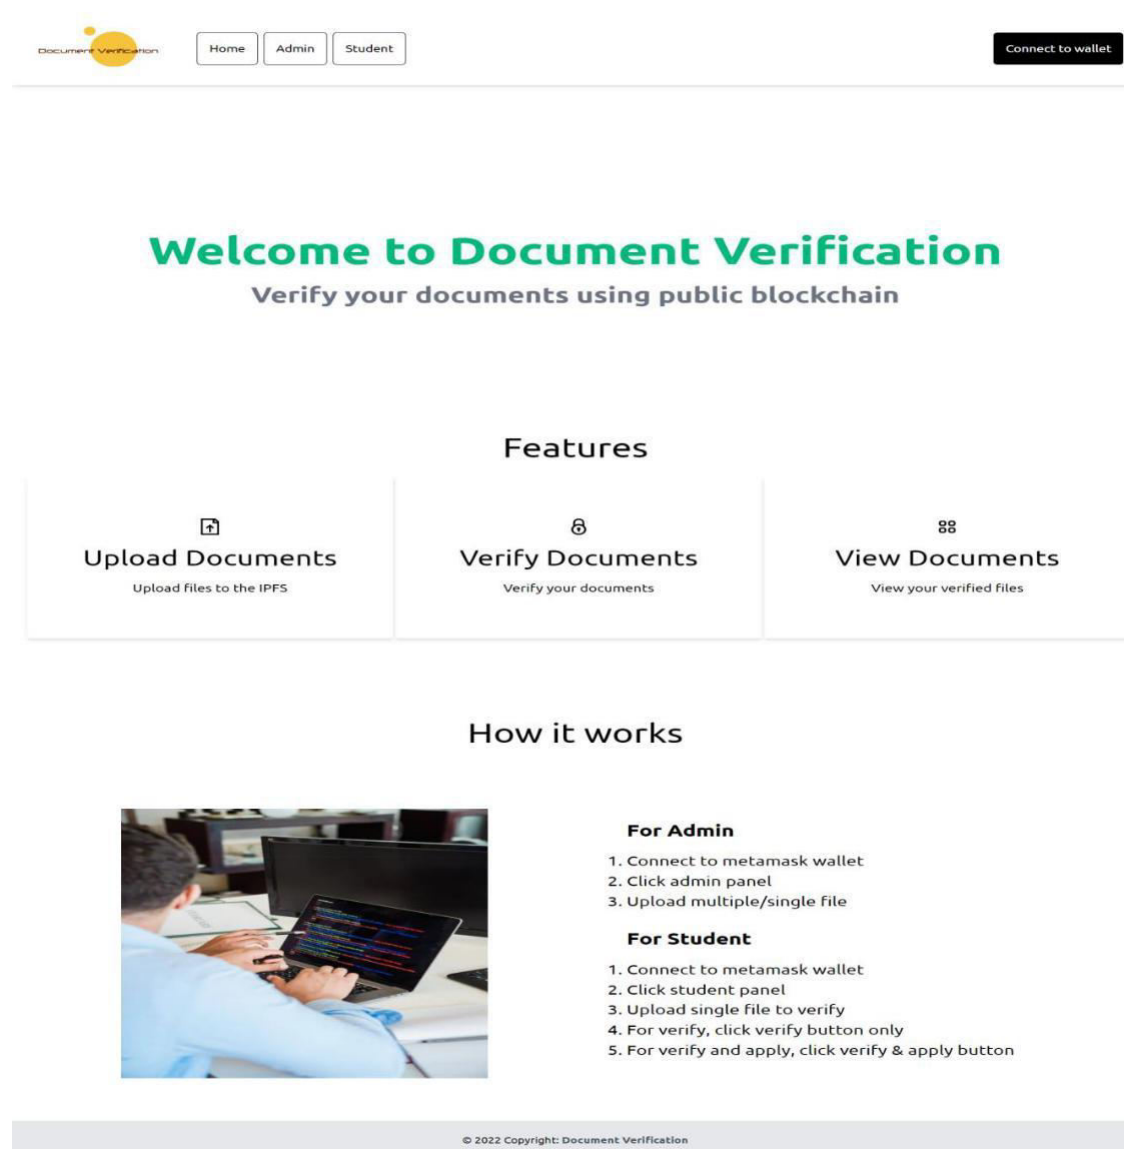 Document Verification
Home
Admin
Student
Connect to wallet
Welcome to Document Verification
Verify your documents using public blockchain
Features
Upload Documents
Upload files to the IPFS
Verify Documents
Verify your documents
View Documents
View your verified files
How it works
For Admin
1. Connect to metamask wallet
2. Click admin panel
3. Upload multiple/single file
For Student
1. Connect to metamask wallet
2. Click student panel
3. Upload single file to verify
4. For verify, click verify button only
5. For verify and apply, click verify & apply button
© 2022 Copyright: Document Verification